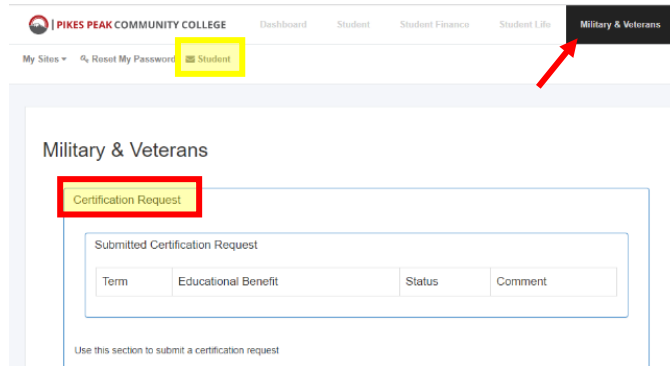 PIKES PEAK COMMUNITY COLLEGE Dashboard Student Student Finance Student Life Military & Veterans
My Sites Reset My Password Student
Military & Veterans
Certification Request
Submitted Certification Request
Term Educational Benefit Status Comment
Use this section to submit a certification request